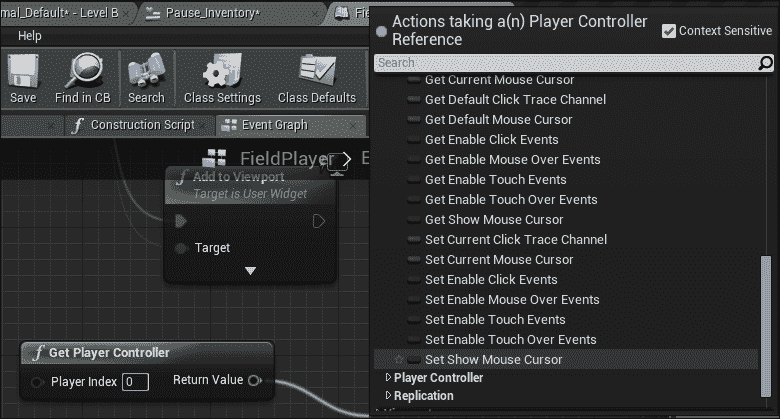 mal_Default* - Level B
Pause_Inventory*
Fie
Help
Save
Find in CB
Search
Class Settings
Class Defaults
Construction Script
Event Graph
FieldPlayer
E
Add to Viewport
Target is User Widget
Target
Get Player Controller
Player Index 0
Return Value
Actions taking a(n) Player Controller
Reference
Context Sensitive
Search
Get Current Mouse Cursor
Get Default Click Trace Channel
Get Default Mouse Cursor
Get Enable Click Events
Get Enable Mouse Over Events
Get Enable Touch Events
Get Enable Touch Over Events
Get Show Mouse Cursor
Set Current Click Trace Channel
Set Current Mouse Cursor
Set Enable Click Events
Set Enable Mouse Over Events
Set Enable Touch Events
Set Enable Touch Over Events
Set Show Mouse Cursor
Player Controller
Replication